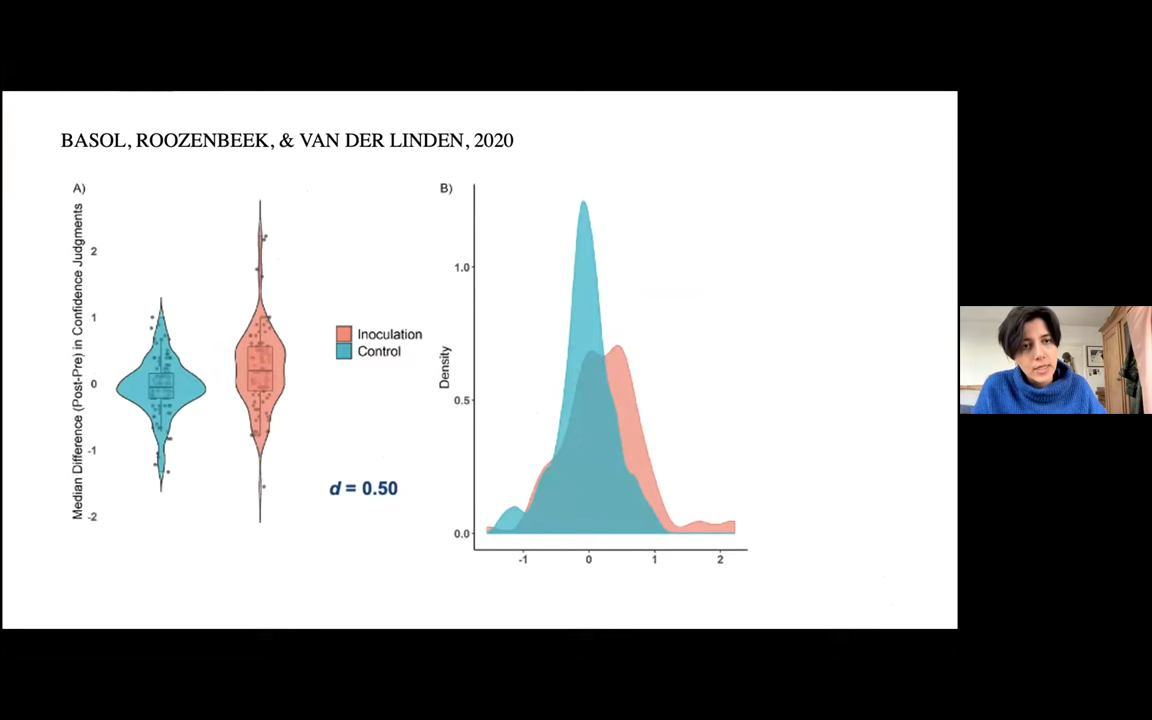 BASOL, ROOZENBEEK, & VAN DER LINDEN, 2020
A)
Median Difference (Post-Pre) in Confidence Judgments
2
1
0
-1
-2
Inoculation
Control
d = 0.50
B)
Density
1.0
0.5
0.0
-1 0 1 2